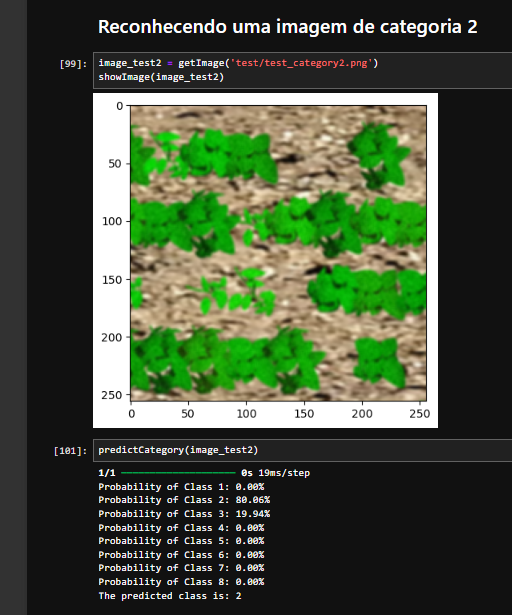 Reconhecendo uma imagem de categoria 2
[99]: image_test2 = getImage('test/test_category2.png')
showImage(image_test2)
0
50
100
150
200
250
0 50 100 150 200 250
[101]: predictCategory(image_test2)
1/1 ━━━━━━━━━━━━━━━━━━━━ 0s 19ms/step
Probability of Class 1: 0.00%
Probability of Class 2: 80.06%
Probability of Class 3: 19.94%
Probability of Class 4: 0.00%
Probability of Class 5: 0.00%
Probability of Class 6: 0.00%
Probability of Class 7: 0.00%
Probability of Class 8: 0.00%
The predicted class is: 2